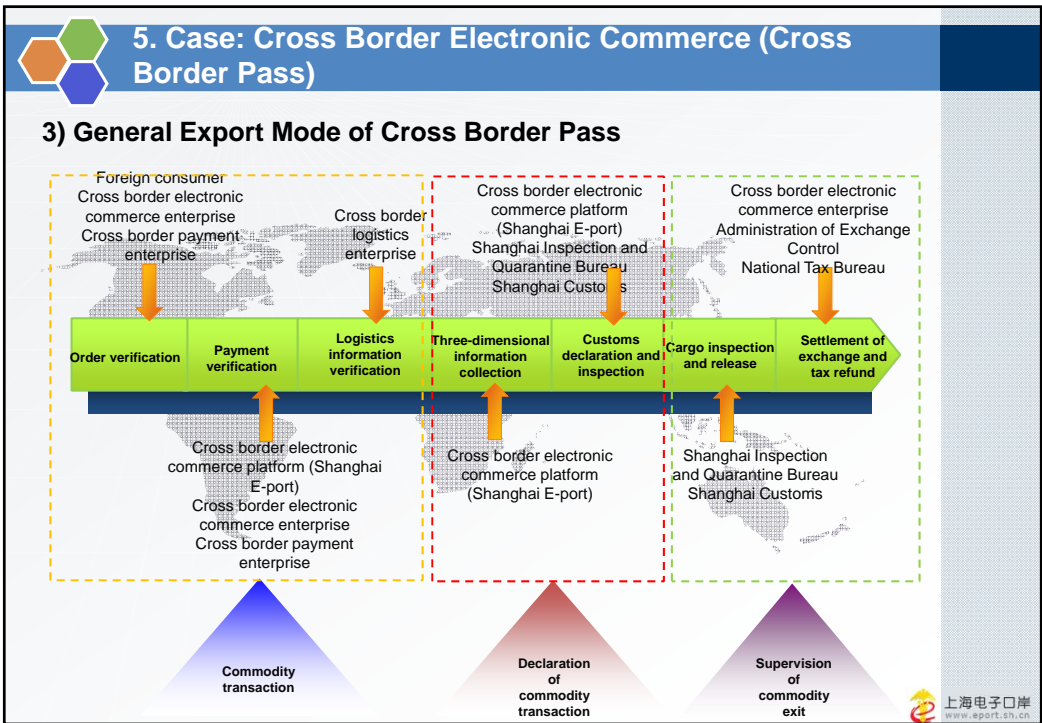 5. Case: Cross Border Electronic Commerce (Cross
Border Pass)
3) General Export Mode of Cross Border Pass
Foreign consumer
Cross border electronic
commerce enterprise
Cross border payment
enterprise
Cross border
logistics
enterprise
Cross border electronic
commerce platform
(Shanghai E-port)
Shanghai Inspection and
Quarantine Bureau
Shanghai Customs
Cross border electronic
commerce enterprise
Administration of Exchange
Control
National Tax Bureau
Order verification
Payment
verification
Logistics
information
verification
Three-dimensional
information
collection
Customs
declaration and
inspection
Cargo inspection
and release
Settlement of
exchange and
tax refund
Cross border electronic
commerce platform (Shanghai
E-port)
Cross border electronic
commerce enterprise
Cross border payment
enterprise
Cross border electronic
commerce platform
(Shanghai E-port)
Shanghai Inspection
and Quarantine Bureau
Shanghai Customs
Commodity
transaction
Declaration
of
commodity
transaction
Supervision
of
commodity
exit
上海电子口岸
www.eport.sh.cn